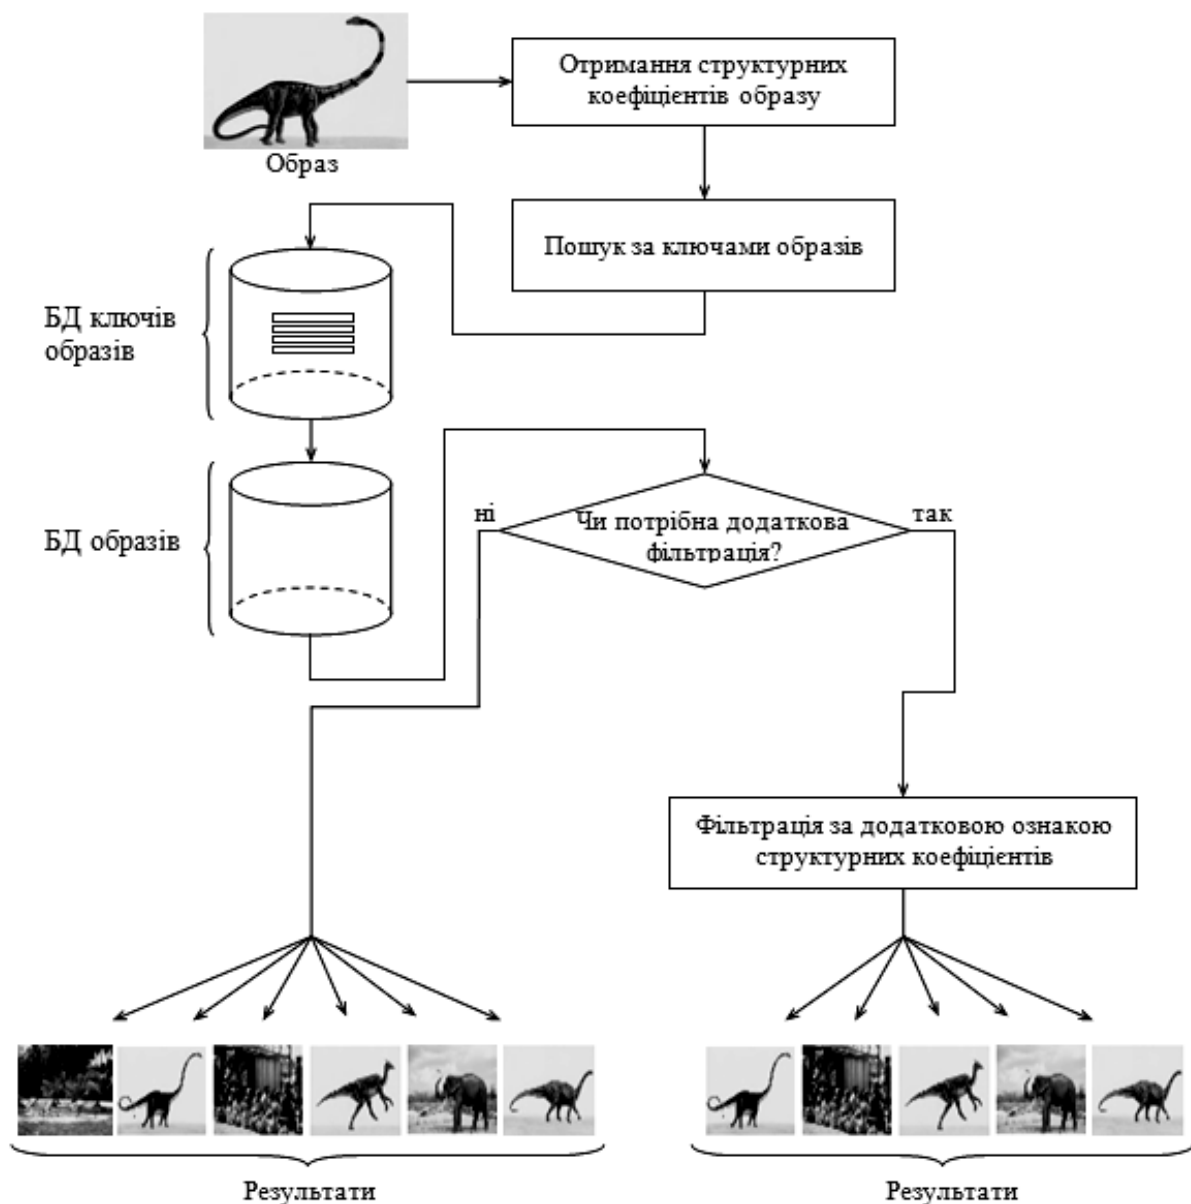 Отримання структурних
коефіцієнтів образу
Образ
Пошук за ключами образів
БД ключів
образів
БД образів
ні
Чи потрібна додаткова
фільтрація?
так
Фільтрація за додатковою ознакою
структурних коефіцієнтів
Результати
Результати